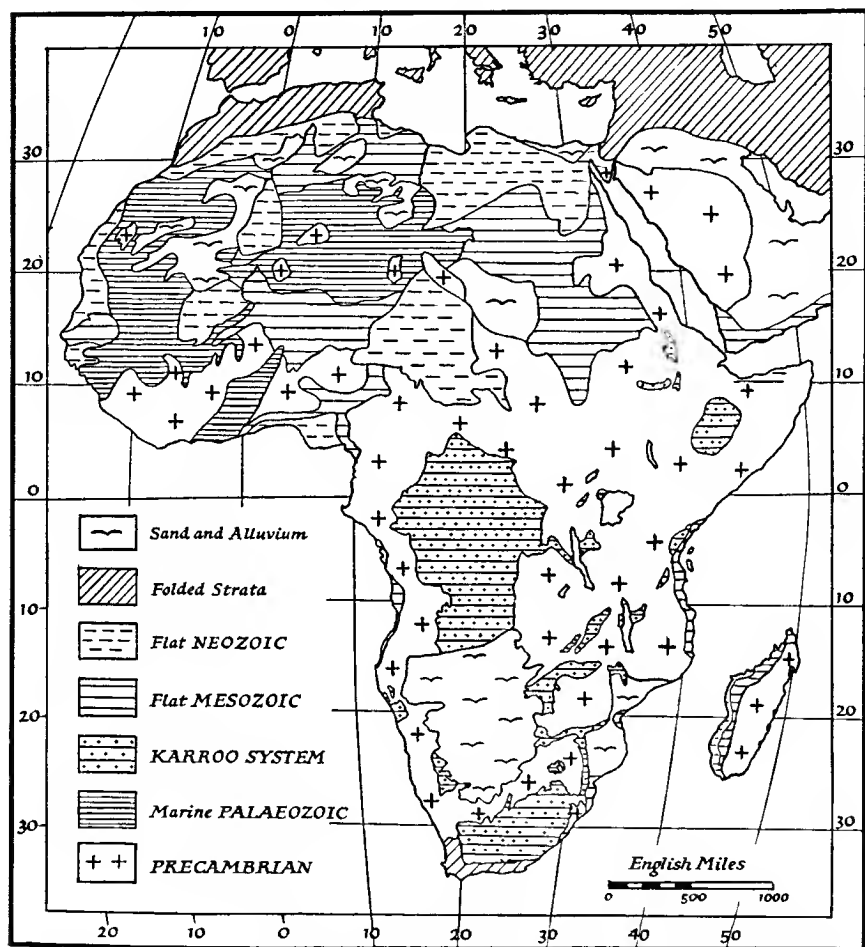 10 0 10 20 30 40 50
30 30
20 20
10 10
0 0
10 10
20 20
30 30
Sand and Alluvium
Folded Strata
Flat NEOZOIC
Flat MESOZOIC
KARROO SYSTEM
Marine PALAEOZOIC
PRECAMBRIAN
English Miles
0 500 1000
20 10 0 10 20 30 40 50